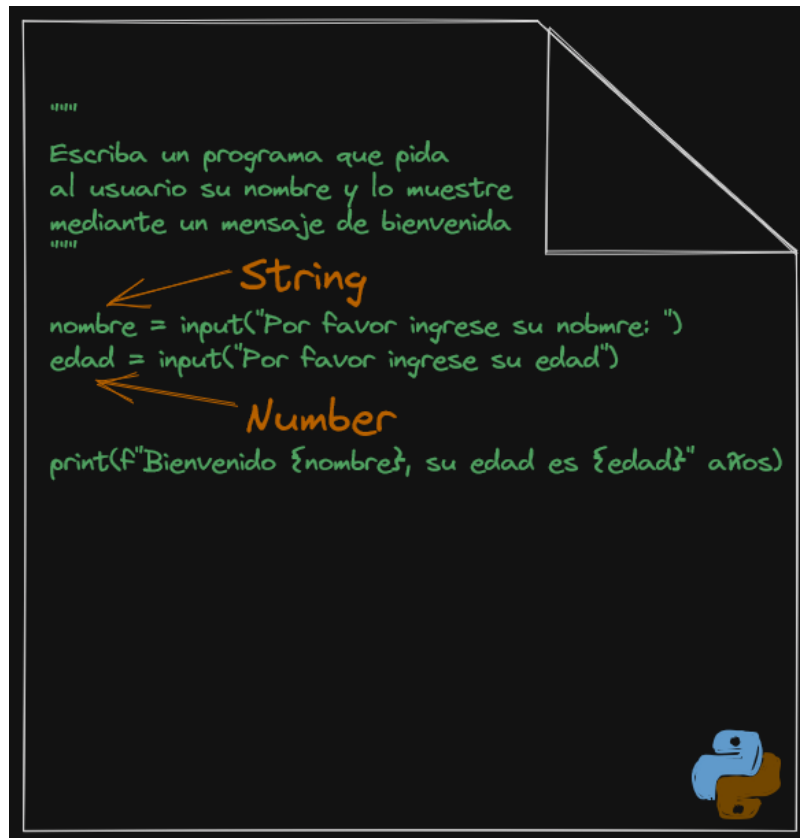 """
Escriba un programa que pida
al usuario su nombre y lo muestre
mediante un mensaje de bienvenida
"""
String
nombre = input("Por favor ingrese su nobmre: ")
edad = input("Por favor ingrese su edad")
Number
print(f"Bienvenido {nombre}, su edad es {edad}" años)